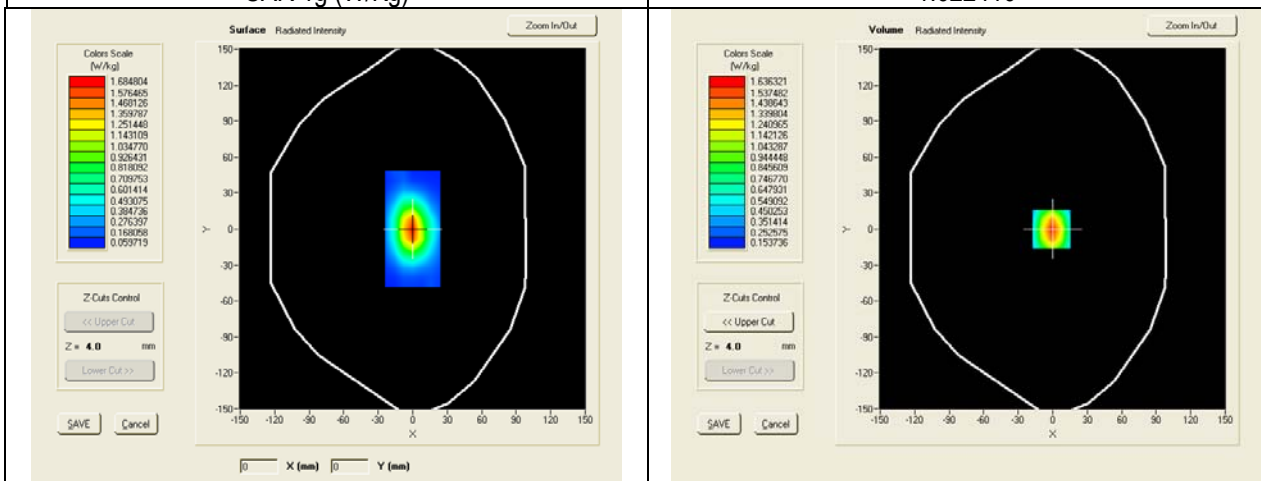 Surface Radiated Intensity
Zoom In/Out
Colors Scale
(W/kg)
1.684804
1.576465
1.468126
1.359787
1.251448
1.143109
1.034770
0.926431
0.818092
0.709753
0.601414
0.493075
0.384736
0.276397
0.168058
0.059719
150
120
90
60
30
0
-30
-60
-90
-120
-150
Y
-150 -120 -90 -60 -30 0 30 60 90 120 150
X
Z-Cuts Control
<< Upper Cut
Z = 4.0 mm
Lower Cut >>
SAVE Cancel
0 X (mm) 0 Y (mm)
Volume Radiated Intensity
Zoom In/Out
Colors Scale
(W/kg)
1.636321
1.537482
1.438643
1.339804
1.240965
1.142126
1.043287
0.944448
0.845609
0.746770
0.647931
0.549092
0.450253
0.351414
0.252575
0.153736
150
120
90
60
30
0
-30
-60
-90
-120
-150
Y
-150 -120 -90 -60 -30 0 30 60 90 120 150
X
Z-Cuts Control
<< Upper Cut
Z = 4.0 mm
Lower Cut >>
SAVE Cancel